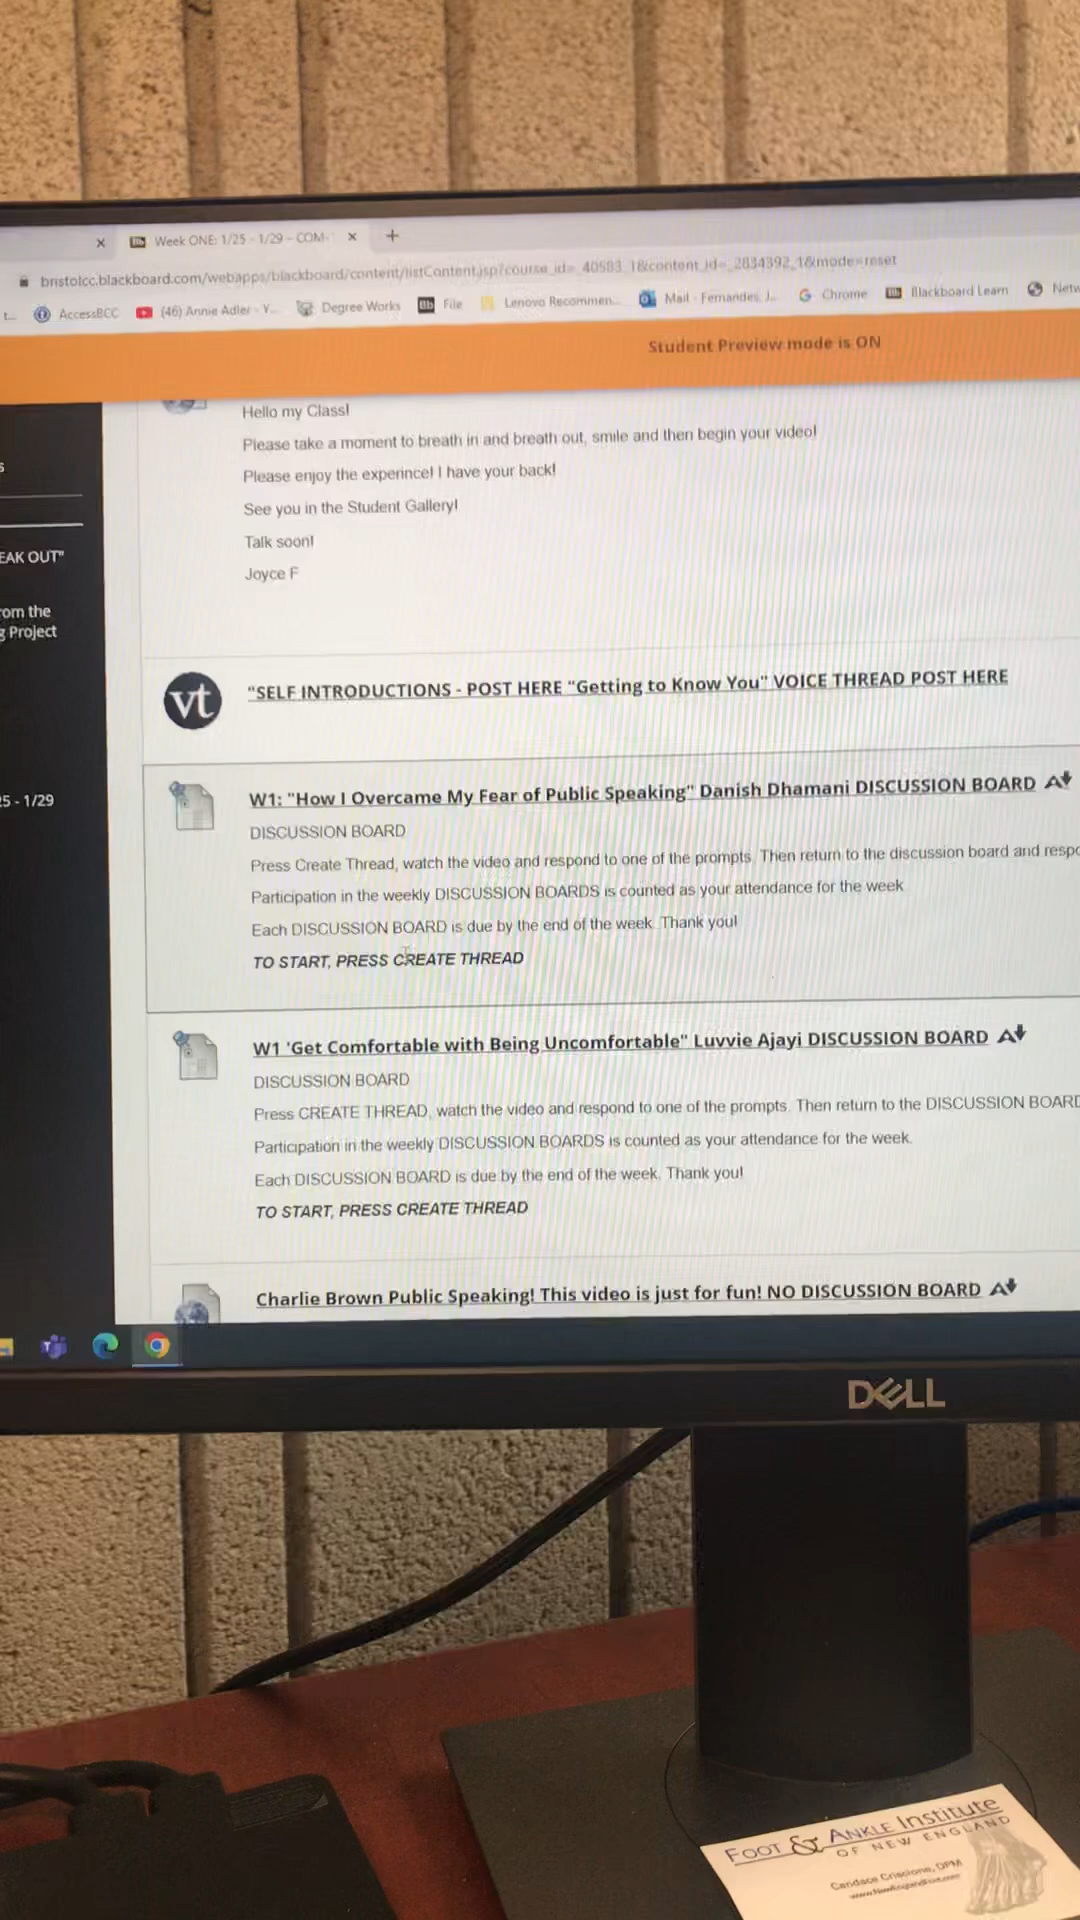 Week ONE: 1/25 - 1/29 - COM-
bristolcc.blackboard.com/webapps/blackboard/content/listContent.jsp?course_id=_40583_1&content_id=_2834392_1&mode=reset
t... AccessBCC (46) Annie Adler - Y... Degree Works Bb File Lenovo Recommen... Mail - Fernandes, J... Chrome Bb Blackboard Learn Netw
Student Preview mode is ON
Hello my Class!
Please take a moment to breath in and breath out, smile and then begin your video!
Please enjoy the experince! I have your back!
See you in the Student Gallery!
Talk soon!
Joyce F
s
EAK OUT"
rom the
g Project
25 - 1/29
vt
"SELF INTRODUCTIONS - POST HERE "Getting to Know You" VOICE THREAD POST HERE
W1: "How I Overcame My Fear of Public Speaking" Danish Dhamani DISCUSSION BOARD A
DISCUSSION BOARD
Press Create Thread, watch the video and respond to one of the prompts. Then return to the discussion board and respo
Participation in the weekly DISCUSSION BOARDS is counted as your attendance for the week
Each DISCUSSION BOARD is due by the end of the week. Thank you!
TO START, PRESS CREATE THREAD
W1 'Get Comfortable with Being Uncomfortable" Luvvie Ajayi DISCUSSION BOARD A
DISCUSSION BOARD
Press CREATE THREAD, watch the video and respond to one of the prompts. Then return to the DISCUSSION BOARD
Participation in the weekly DISCUSSION BOARDS is counted as your attendance for the week.
Each DISCUSSION BOARD is due by the end of the week. Thank you!
TO START, PRESS CREATE THREAD
Charlie Brown Public Speaking! This video is just for fun! NO DISCUSSION BOARD A
DELL
FOOT & ANKLE INSTITUTE
OF NEW ENGLAND
Candace Criscione, DPM